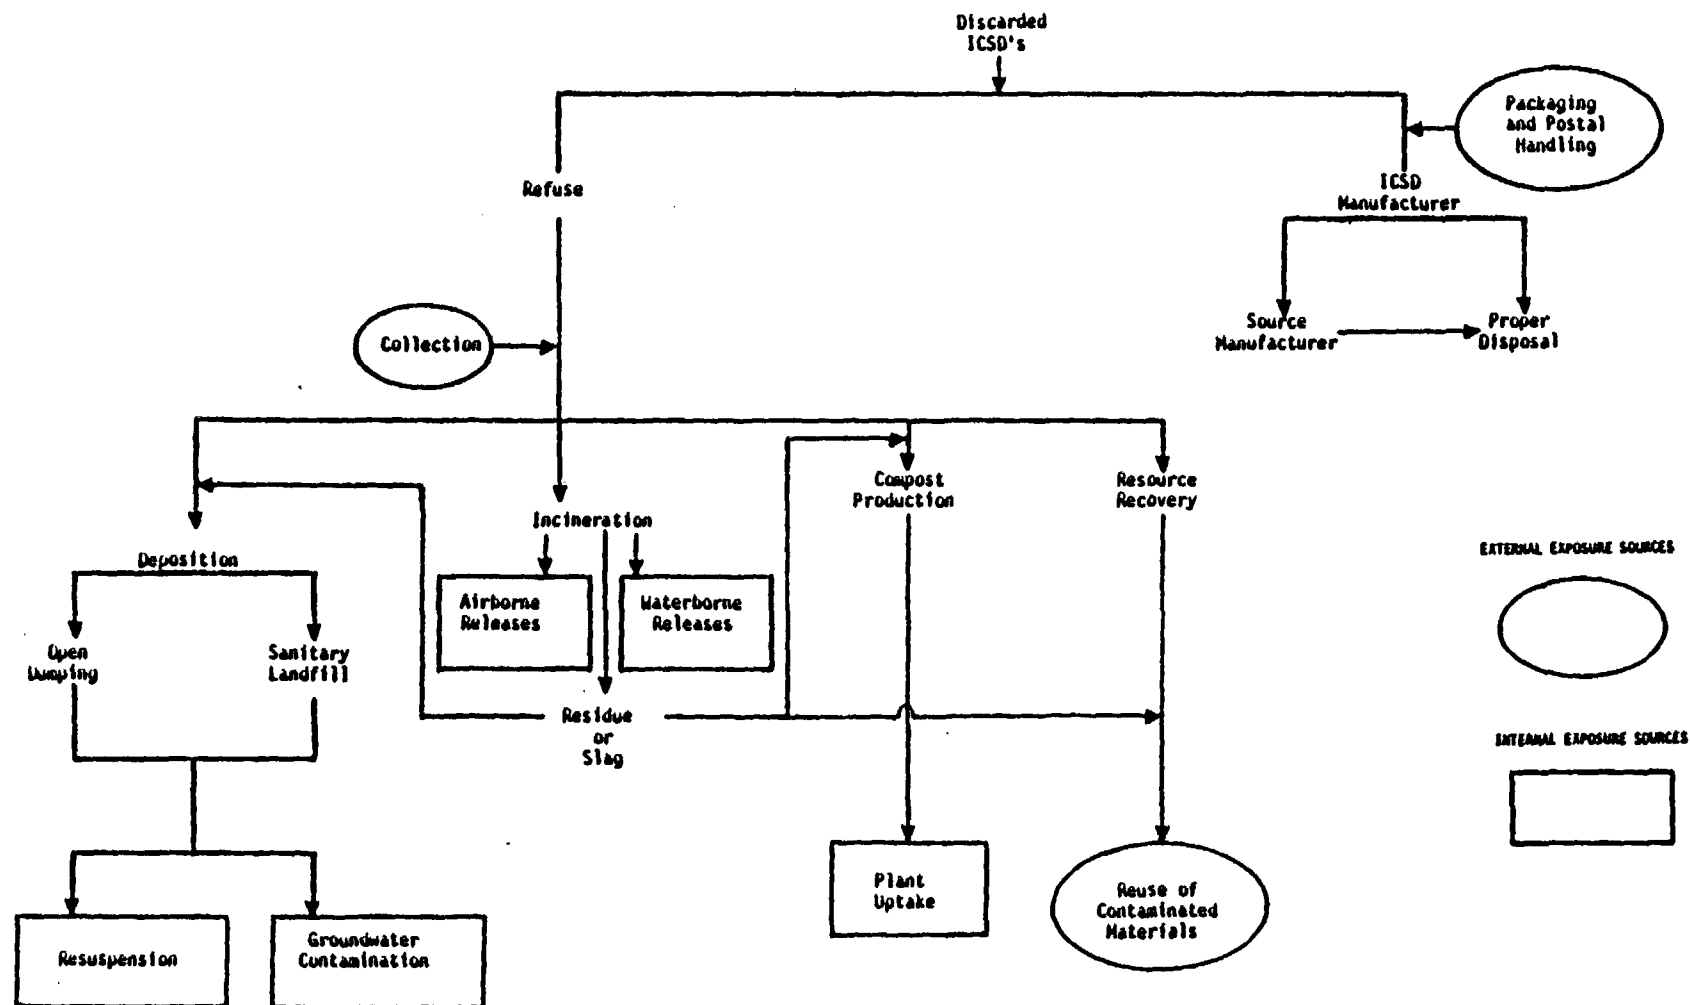 Discarded
ICSD's
Packaging
and Postal
Handling
Refuse
ICSD
Manufacturer
Collection
Source
Manufacturer
Proper
Disposal
Compost
Production
Resource
Recovery
Incineration
Deposition
Airborne
Releases
Waterborne
Releases
Open
Dumping
Sanitary
Landfill
Residue
or
Slag
Plant
Uptake
Reuse of
Contaminated
Materials
Resuspension
Groundwater
Contamination
EXTERNAL EXPOSURE SOURCES
INTERNAL EXPOSURE SOURCES